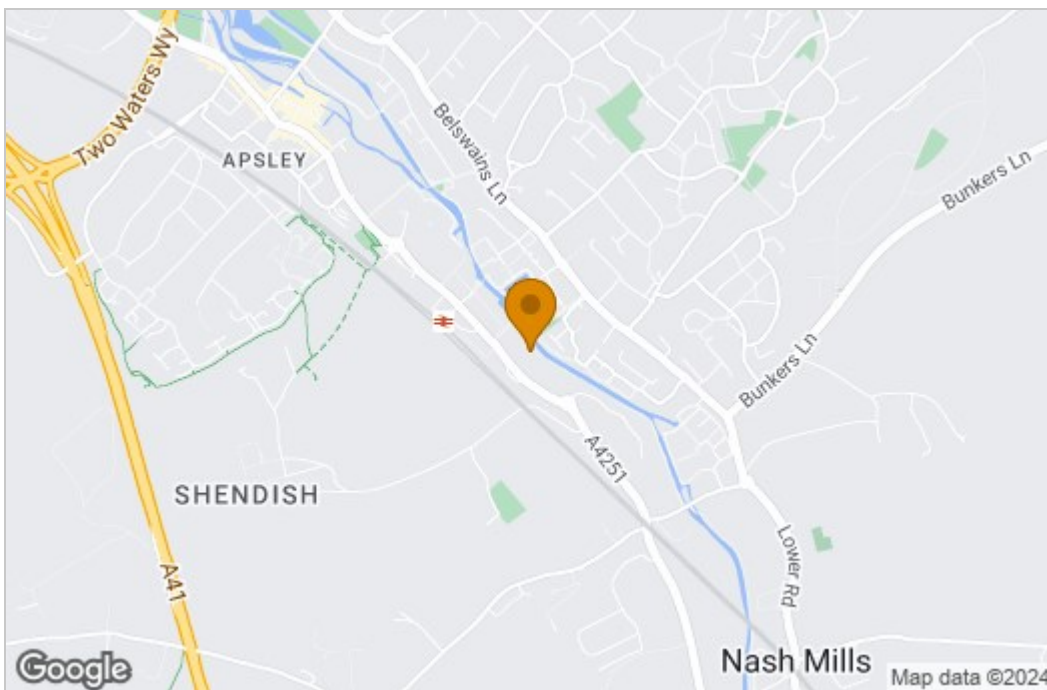 Two Waters Wy
APSLEY
Belswains Ln
Bunkers Ln
Bunkers Ln
A4251
SHENDISH
A41
Lower Rd
Nash Mills
Google
Map data ©2024